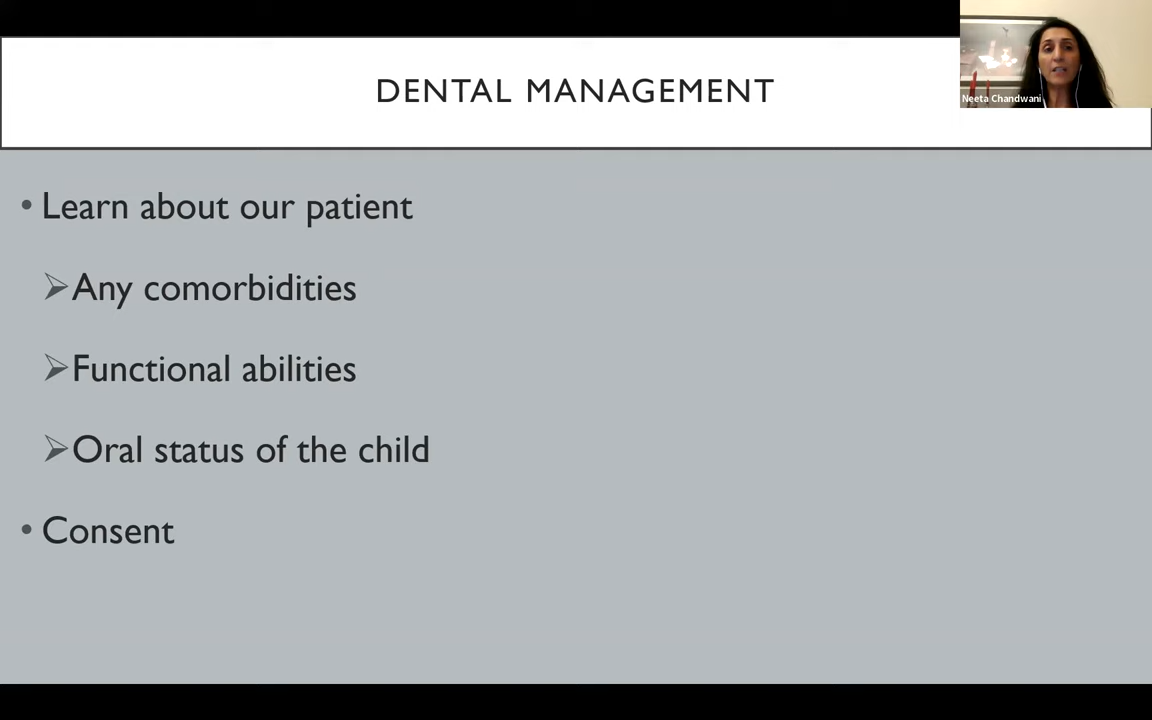 DENTAL MANAGEMENT
Neeta Chandwani
• Learn about our patient
➢Any comorbidities
➢Functional abilities
➢Oral status of the child
• Consent